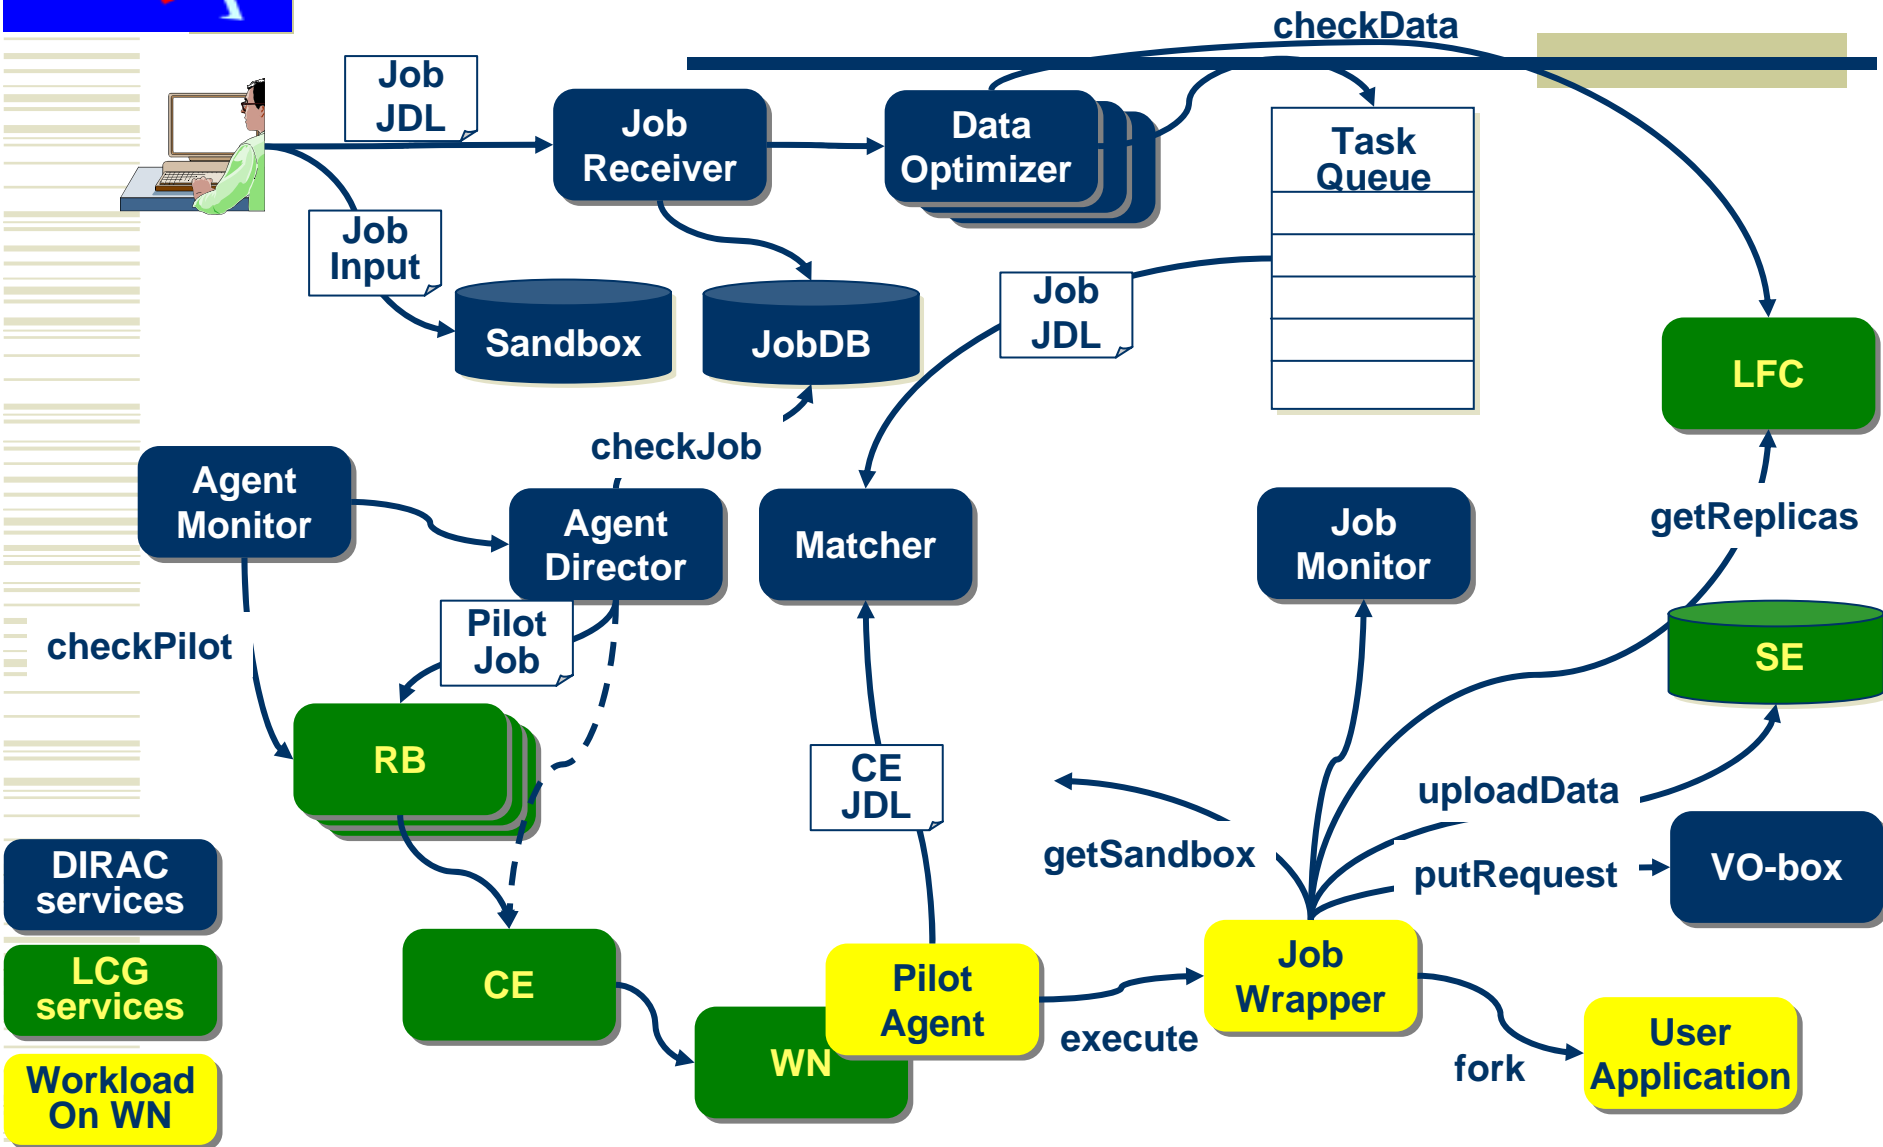 checkData
Job
JDL
Job
Receiver
Data
Optimizer
Task
Queue
Job
Input
Sandbox
JobDB
Job
JDL
LFC
checkJob
Agent
Monitor
Agent
Director
Matcher
Job
Monitor
getReplicas
Pilot
Job
checkPilot
SE
RB
CE
JDL
uploadData
getSandbox
putRequest
VO-box
DIRAC
services
LCG
services
Workload
On WN
CE
WN
Pilot
Agent
execute
Job
Wrapper
fork
User
Application